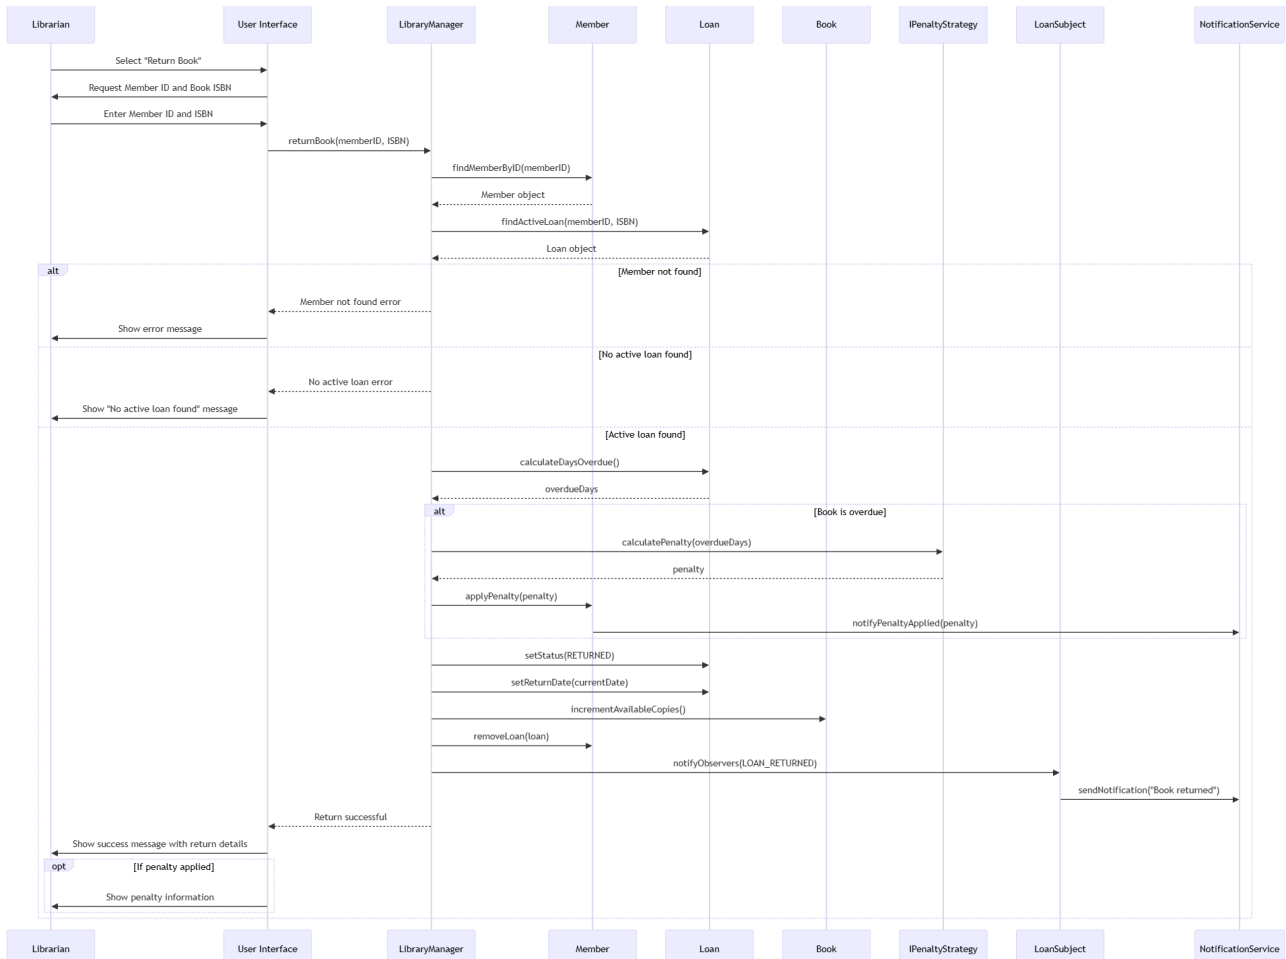 Librarian
User Interface
LibraryManager
Member
Loan
Book
IPenaltyStrategy
LoanSubject
NotificationService
Select "Return Book"
Request Member ID and Book ISBN
Enter Member ID and ISBN
returnBook(memberID, ISBN)
findMemberByID(memberID)
Member object
findActiveLoan(memberID, ISBN)
Loan object
alt
[Member not found]
Member not found error
Show error message
[No active loan found]
No active loan error
Show "No active loan found" message
[Active loan found]
calculateDaysOverdue()
overdueDays
alt
[Book is overdue]
calculatePenalty(overdueDays)
penalty
applyPenalty(penalty)
notifyPenaltyApplied(penalty)
setStatus(RETURNED)
setReturnDate(currentDate)
incrementAvailableCopies()
removeLoan(loan)
notifyObservers(LOAN_RETURNED)
sendNotification("Book returned")
Return successful
Show success message with return details
opt
[If penalty applied]
Show penalty information
Librarian
User Interface
LibraryManager
Member
Loan
Book
IPenaltyStrategy
LoanSubject
NotificationService